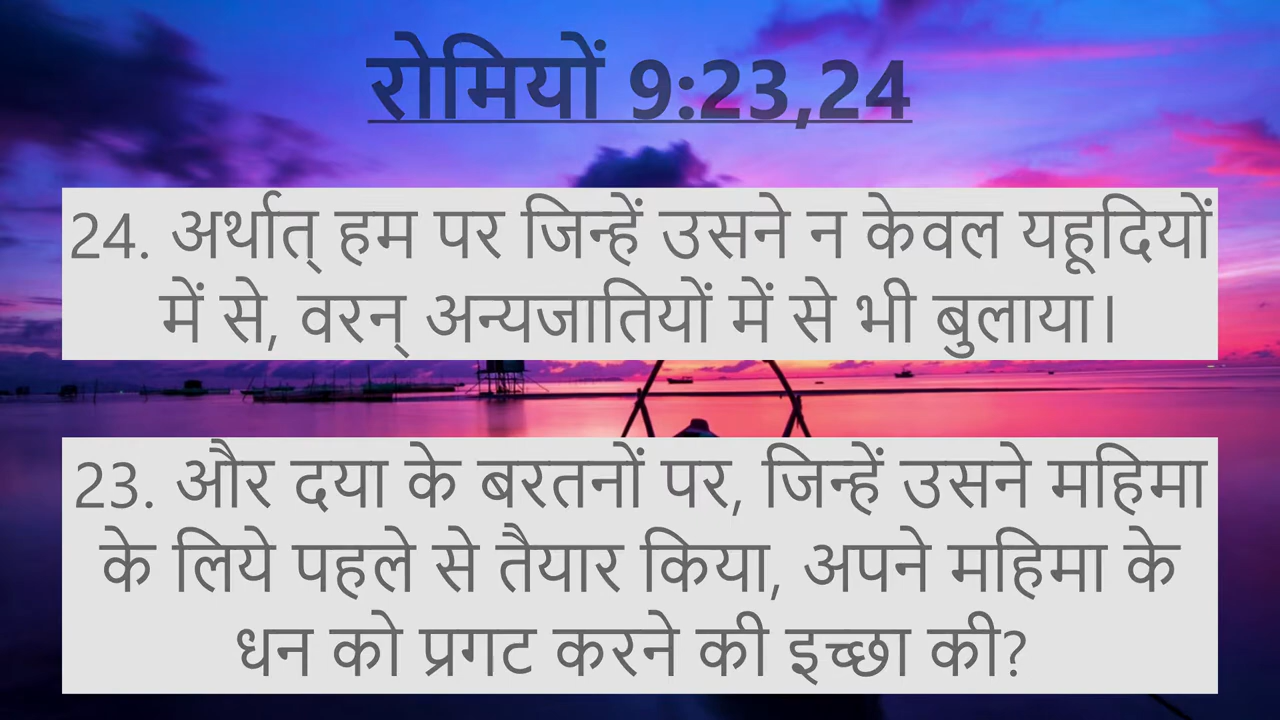 रोमियों 9:23,24
24. अर्थात् हम पर जिन्हें उसने न केवल यहूदियों
में से, वरन् अन्यजातियों में से भी बुलाया।
23. और दया के बरतनों पर, जिन्हें उसने महिमा
के लिये पहले से तैयार किया, अपने महिमा के
धन को प्रगट करने की इच्छा की?